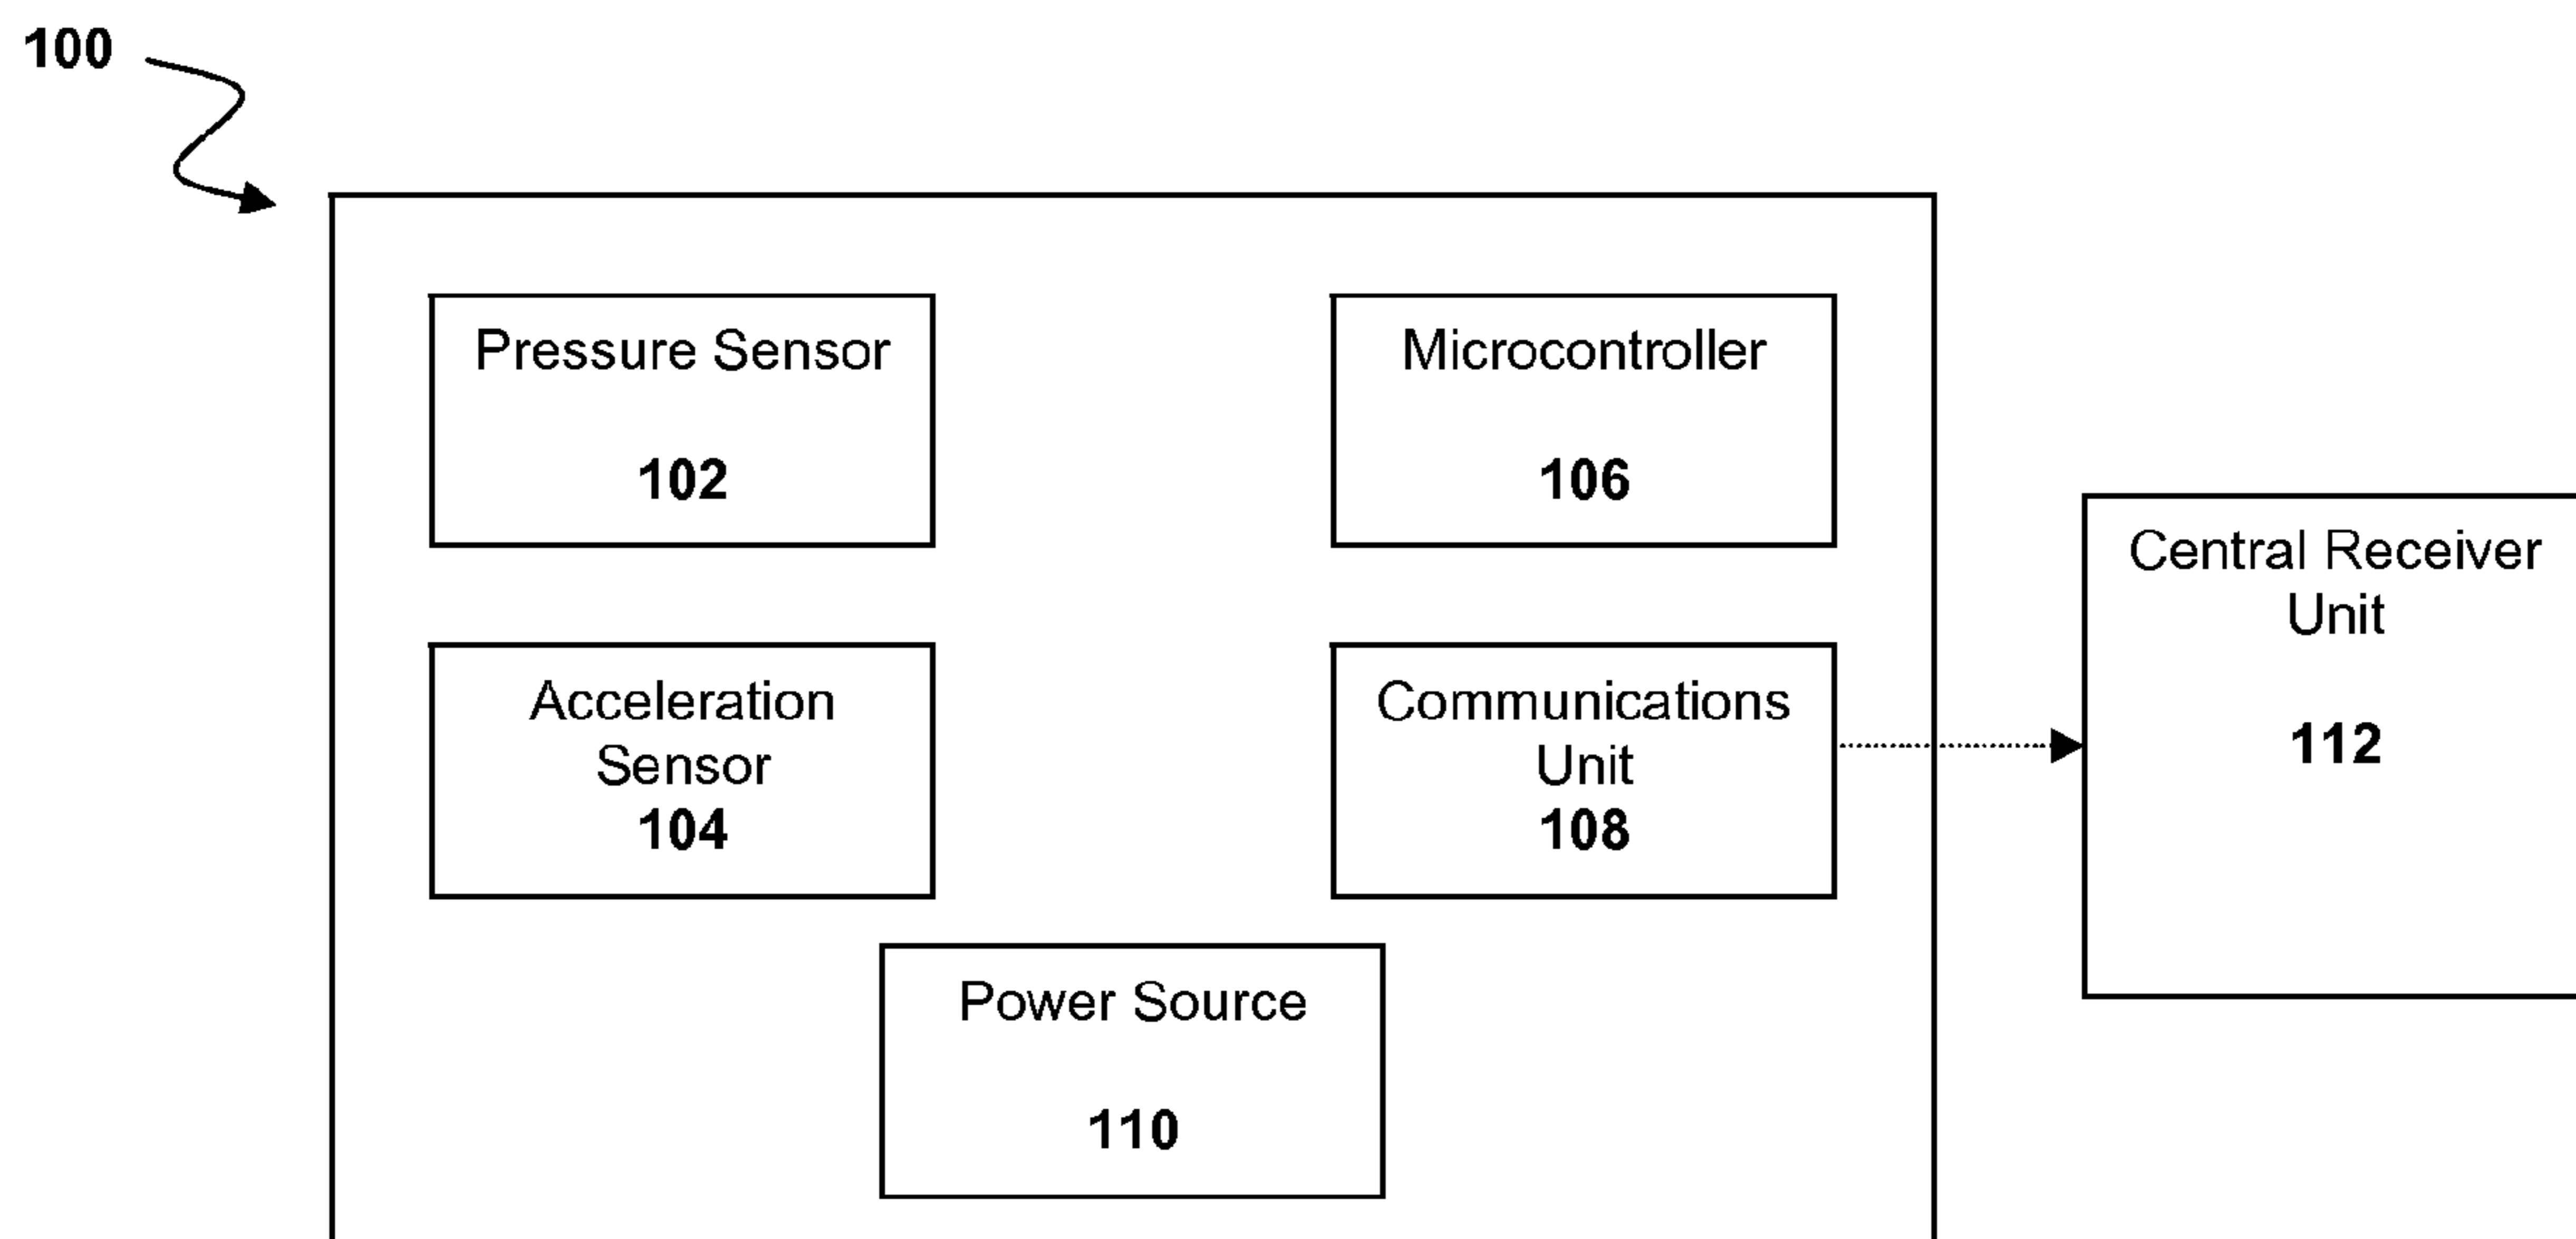 100
Pressure Sensor
102
Microcontroller
106
Acceleration
Sensor
104
Communications
Unit
108
Central Receiver
Unit
112
Power Source
110